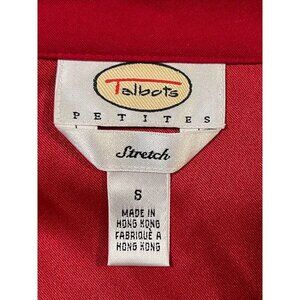 Talbots
PETITES
Stretch
S
MADE IN
HONG KONG
FABRIQUÉ A
HONG KONG